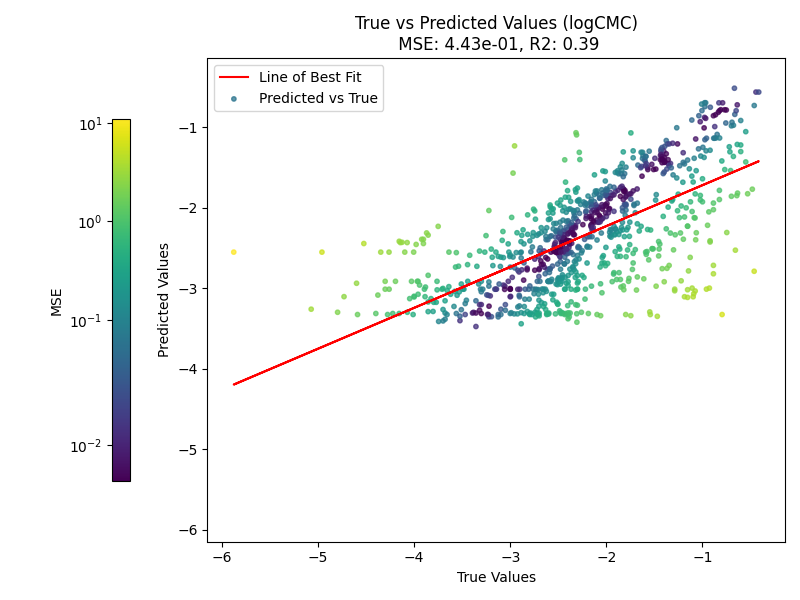 True vs Predicted Values (logCMC)
MSE: 4.43e-01, R2: 0.39
Line of Best Fit
Predicted vs True
10¹
10⁰
10⁻¹
10⁻²
MSE
−1
−2
−3
−4
−5
−6
Predicted Values
−6 −5 −4 −3 −2 −1
True Values